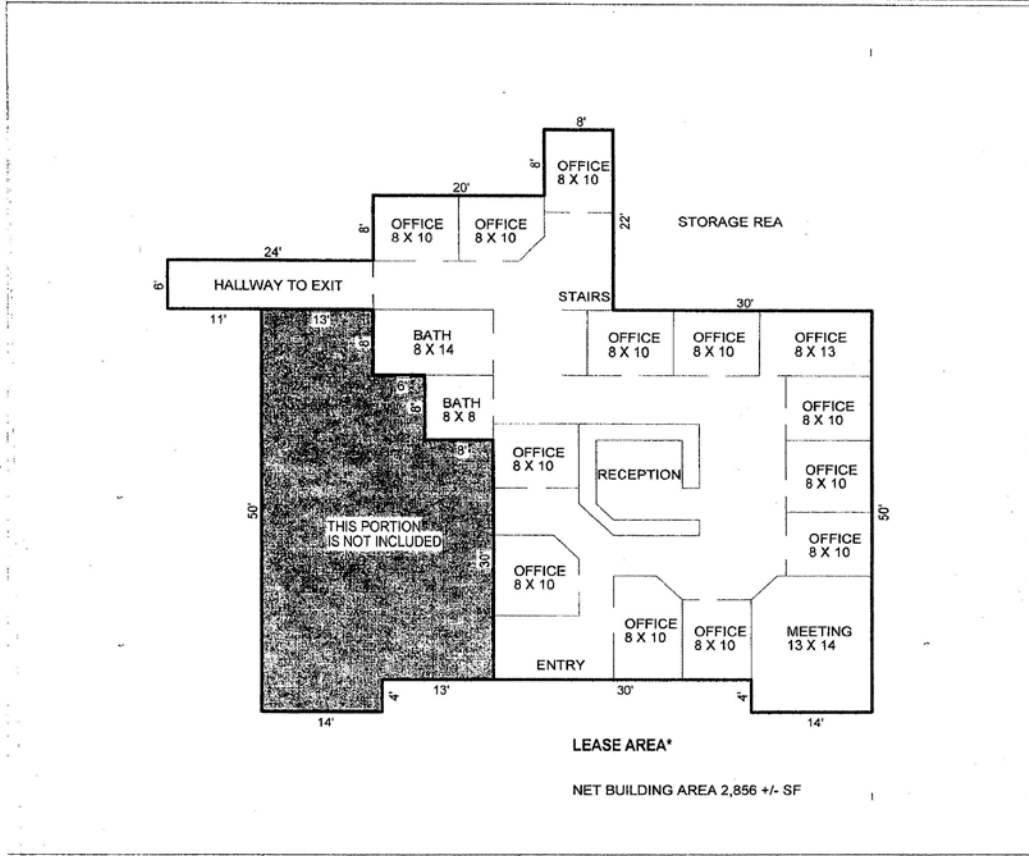 8'
8'
OFFICE
8 X 10
20'
8'
OFFICE
8 X 10
OFFICE
8 X 10
22'
STORAGE REA
24'
6'
HALLWAY TO EXIT
STAIRS
30'
11'
13'
8'
BATH
8 X 14
OFFICE
8 X 10
OFFICE
8 X 10
OFFICE
8 X 13
6'
8'
BATH
8 X 8
OFFICE
8 X 10
8'
OFFICE
8 X 10
RECEPTION
OFFICE
8 X 10
50'
THIS PORTION
IS NOT INCLUDED
30'
50'
OFFICE
8 X 10
OFFICE
8 X 10
OFFICE
8 X 10
OFFICE
8 X 10
MEETING
13 X 14
ENTRY
13'
4'
30'
4'
14'
14'
LEASE AREA*
NET BUILDING AREA 2,856 +/- SF